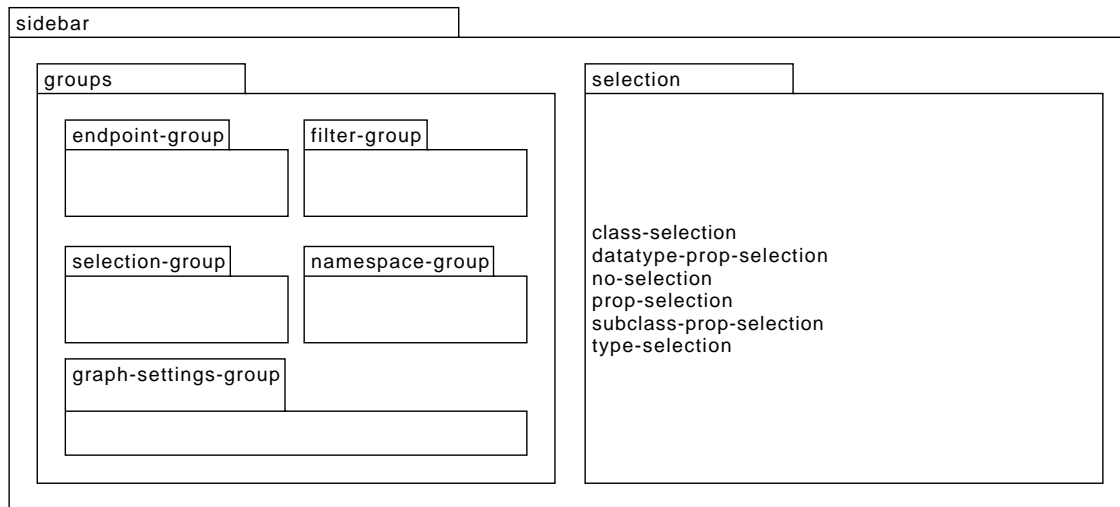 sidebar
groups
endpoint-group
filter-group
selection-group
namespace-group
graph-settings-group
selection
class-selection
datatype-prop-selection
no-selection
prop-selection
subclass-prop-selection
type-selection